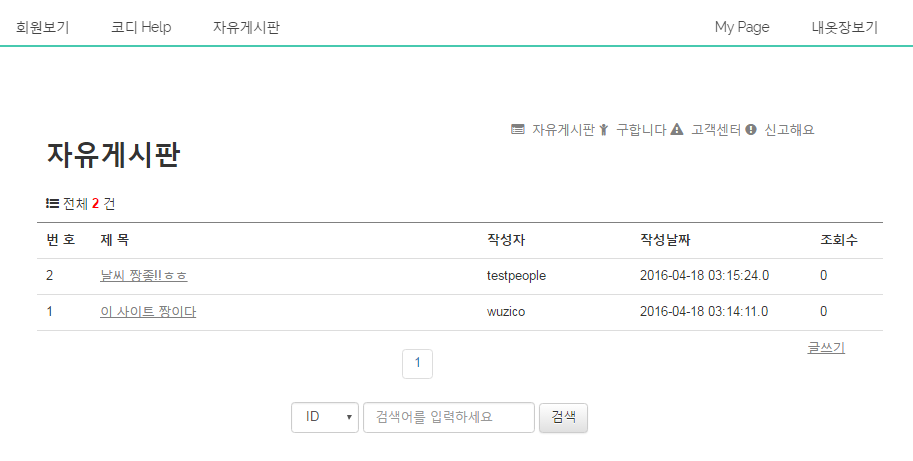 회원보기 코디 Help 자유게시판 My Page 내옷장보기
자유게시판 구합니다 고객센터 신고해요
자유게시판
전체 2 건
번 호 제 목 작성자 작성날짜 조회수
2 날씨 짱좋!!ㅎㅎ testpeople 2016-04-18 03:15:24.0 0
1 이 사이트 짱이다 wuzico 2016-04-18 03:14:11.0 0
글쓰기
1
ID 검색어를 입력하세요 검색